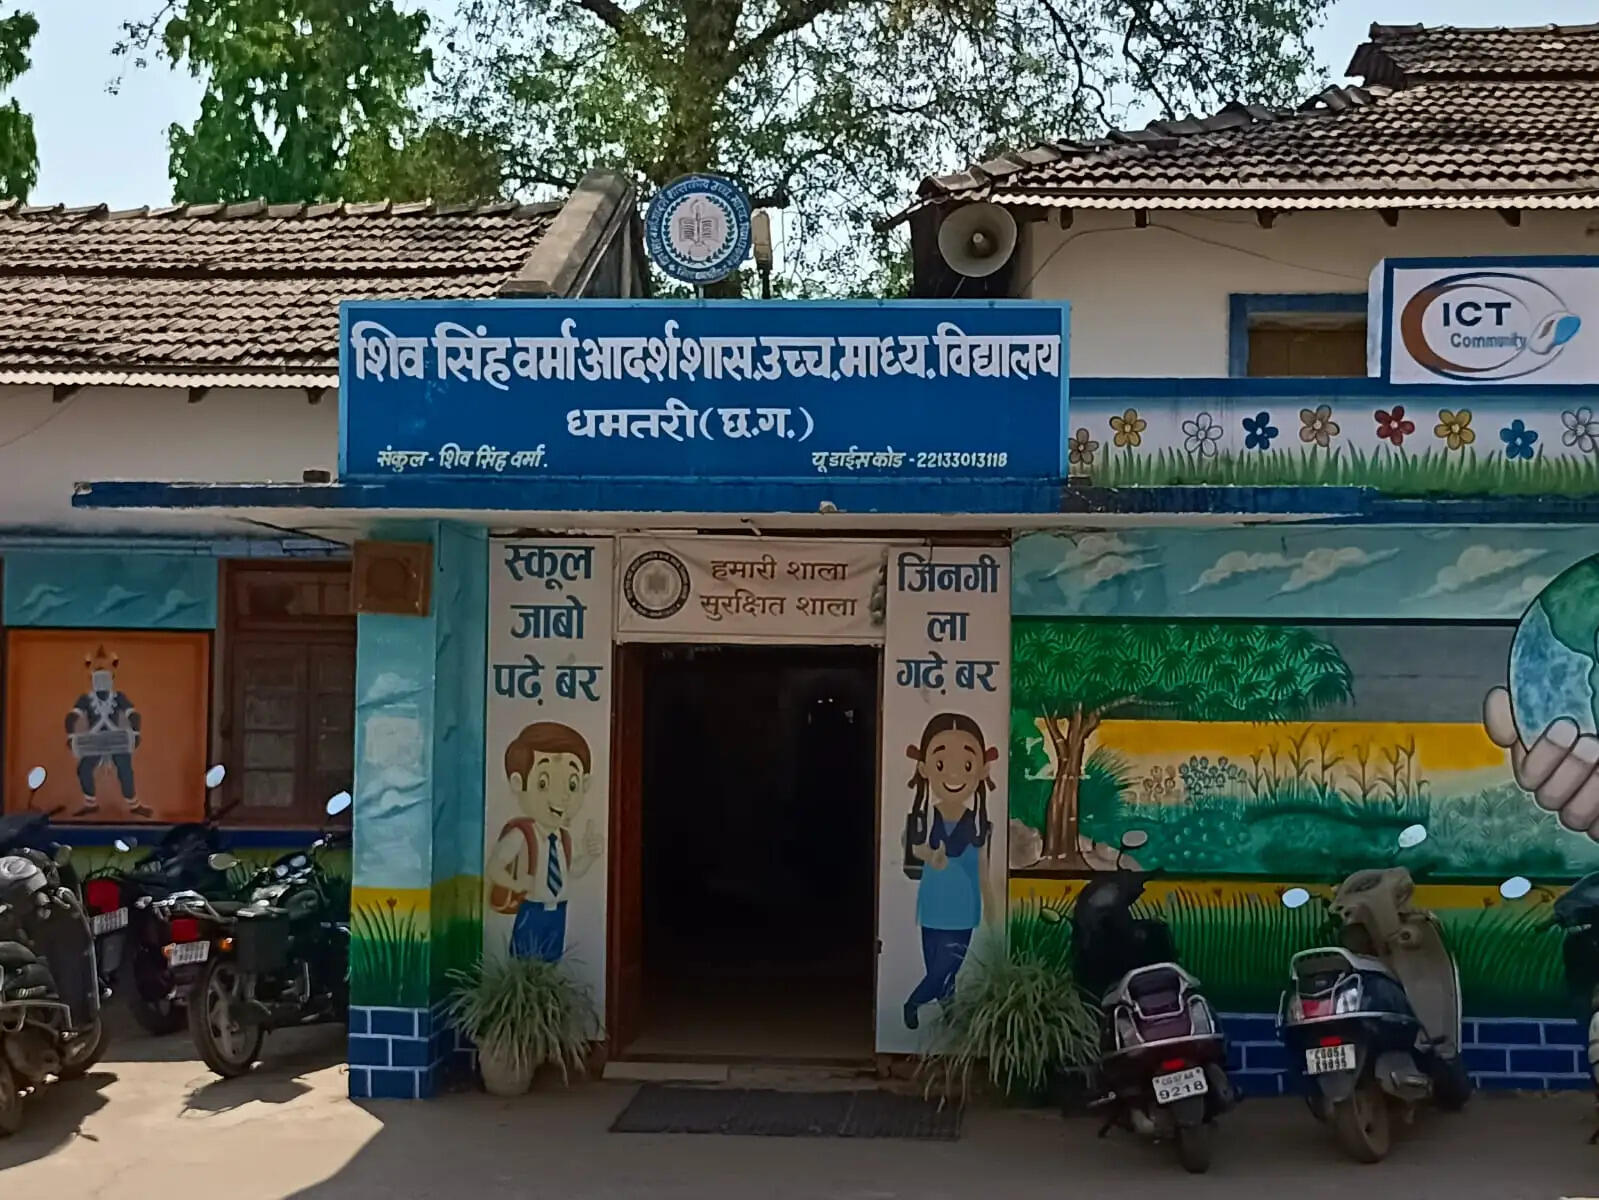 शिव सिंह वर्मा आदर्श शास. उच्च. माध्य. विद्यालय
धमतरी (छ.ग.)
संकुल - शिव सिंह वर्मा.
यू डाईस कोड - 22133013118
ICT
Community
स्कूल
जाबो
पढ़े बर
हमारी शाला
सुरक्षित शाला
जिनगी
ला
गढ़े बर
9218